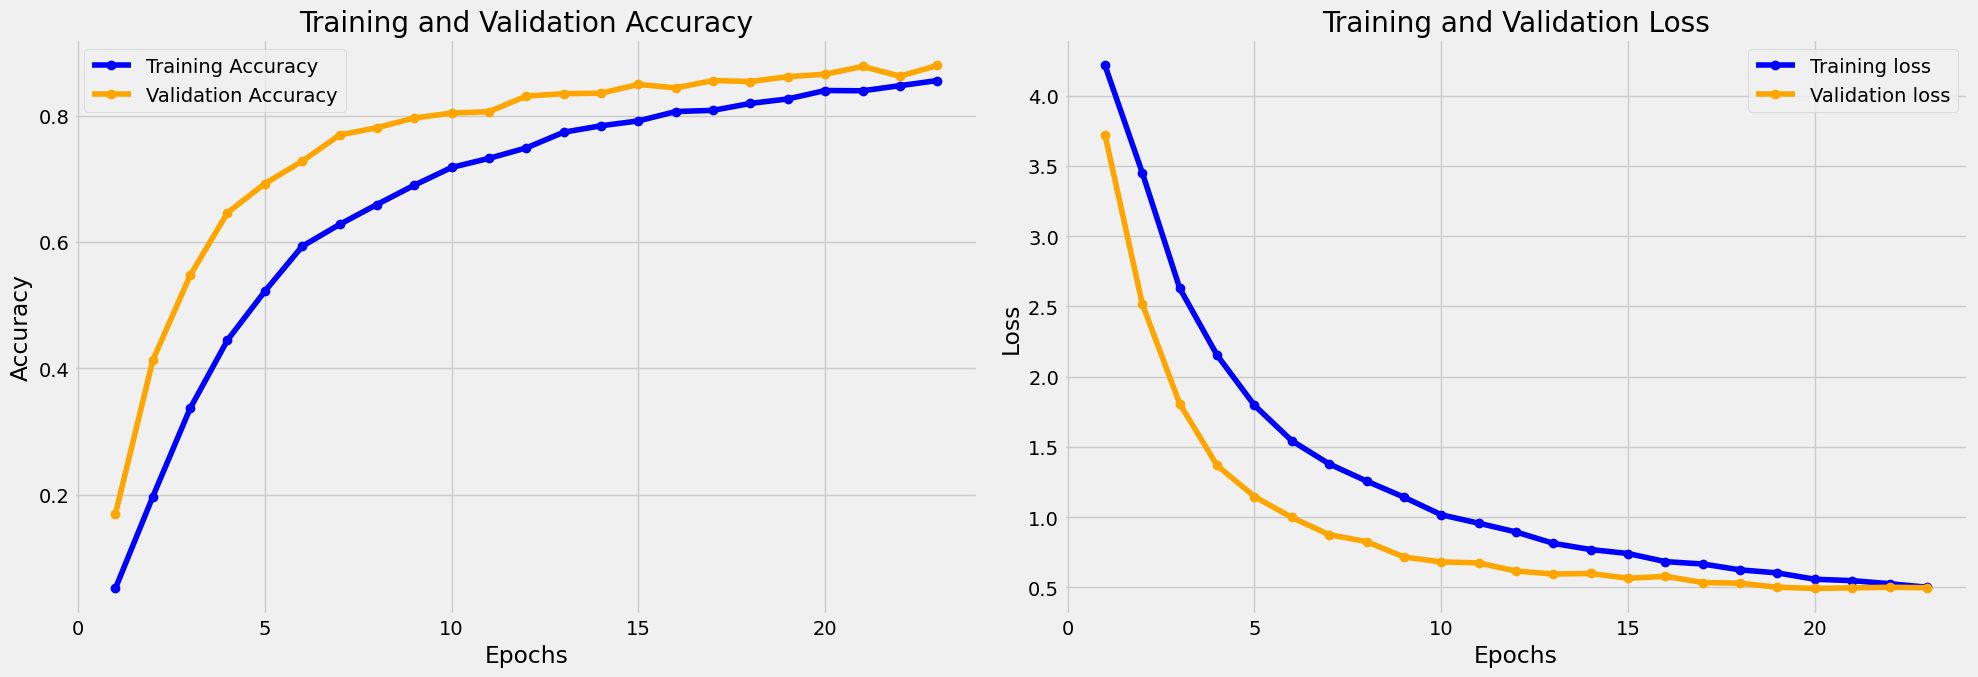 Training and Validation Accuracy
Training Accuracy
Validation Accuracy
Accuracy
0.8
0.6
0.4
0.2
0
5
10
15
20
Epochs
Training and Validation Loss
Training loss
Validation loss
Loss
4.0
3.5
3.0
2.5
2.0
1.5
1.0
0.5
0
5
10
15
20
Epochs